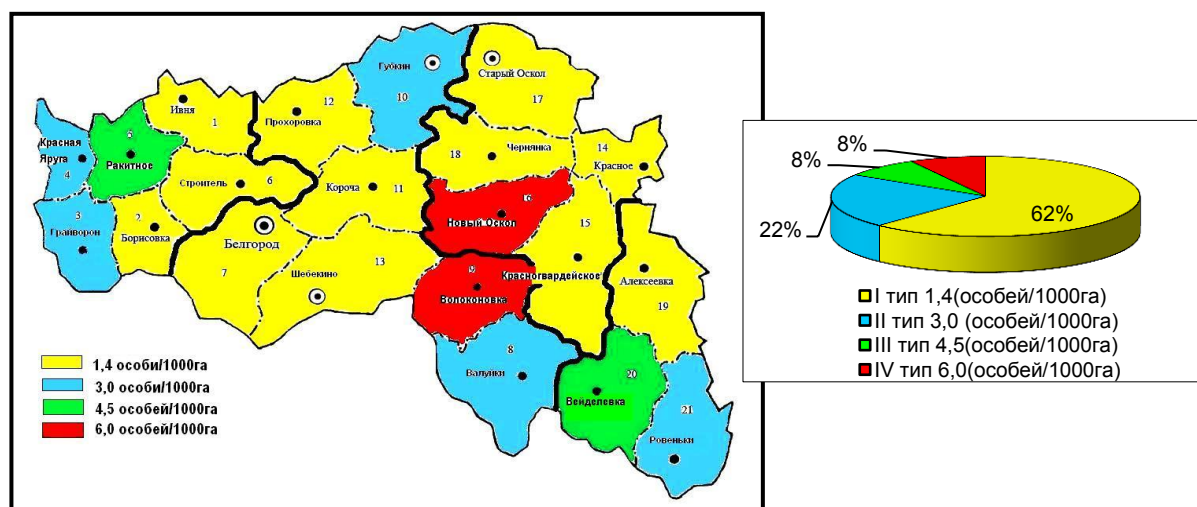 Губкин
10
Старый Оскол
17
Ивня
1
12
Прохоровка
5
Ракитное
Красная
Яруга
4
18
Чернянка
14
Красное
Строитель
6
Короча
11
16
Новый Оскол
15
3
Грайворон
2
Борисовка
Белгород
7
Шебекино
13
9
Волоконовка
Красногвардейское
Алексеевка
19
8
Валуйки
20
Вейделевка
21
Ровеньки
1,4 особи/1000га
3,0 особи/1000га
4,5 особей/1000га
6,0 особей/1000га
8%
8%
22%
62%
I тип 1,4(особей/1000га)
II тип 3,0 (особей/1000га)
III тип 4,5(особей/1000га)
IV тип 6,0(особей/1000га)